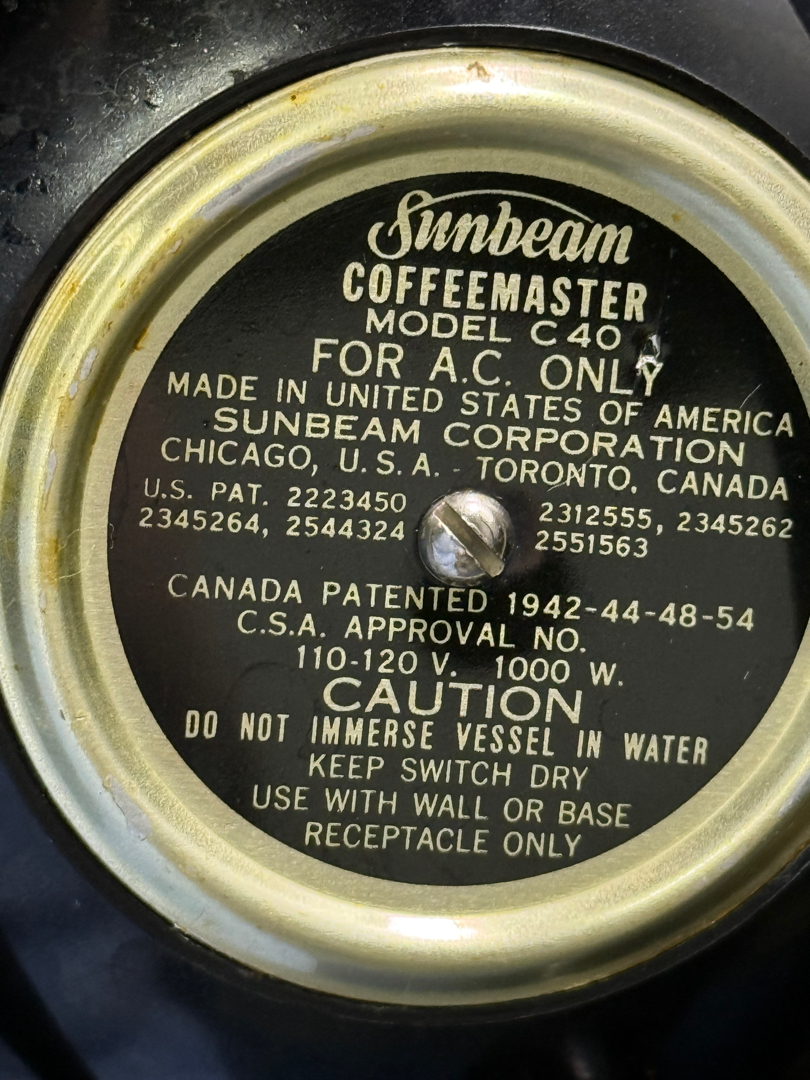 Sunbeam
COFFEEMASTER
MODEL C40
FOR A.C. ONLY
MADE IN UNITED STATES OF AMERICA
SUNBEAM CORPORATION
CHICAGO, U.S.A. - TORONTO, CANADA
U.S. PAT. 2223450 2312555, 2345262
2345264, 2544324 2551563
CANADA PATENTED 1942-44-48-54
C.S.A. APPROVAL NO.
110-120 V. 1000 W.
CAUTION
DO NOT IMMERSE VESSEL IN WATER
KEEP SWITCH DRY
USE WITH WALL OR BASE
RECEPTACLE ONLY